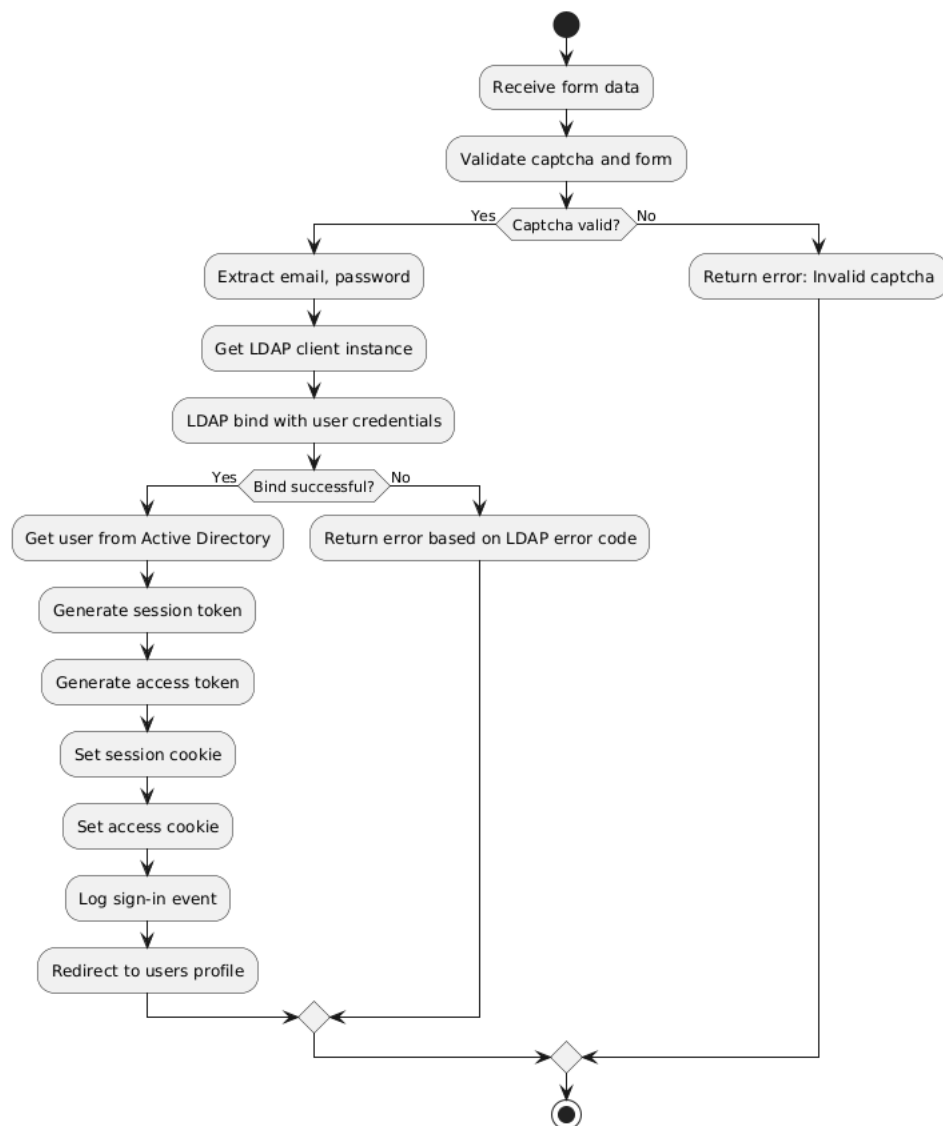 Receive form data
Validate captcha and form
Yes
Captcha valid?
No
Extract email, password
Return error: Invalid captcha
Get LDAP client instance
LDAP bind with user credentials
Yes
Bind successful?
No
Get user from Active Directory
Return error based on LDAP error code
Generate session token
Generate access token
Set session cookie
Set access cookie
Log sign-in event
Redirect to users profile